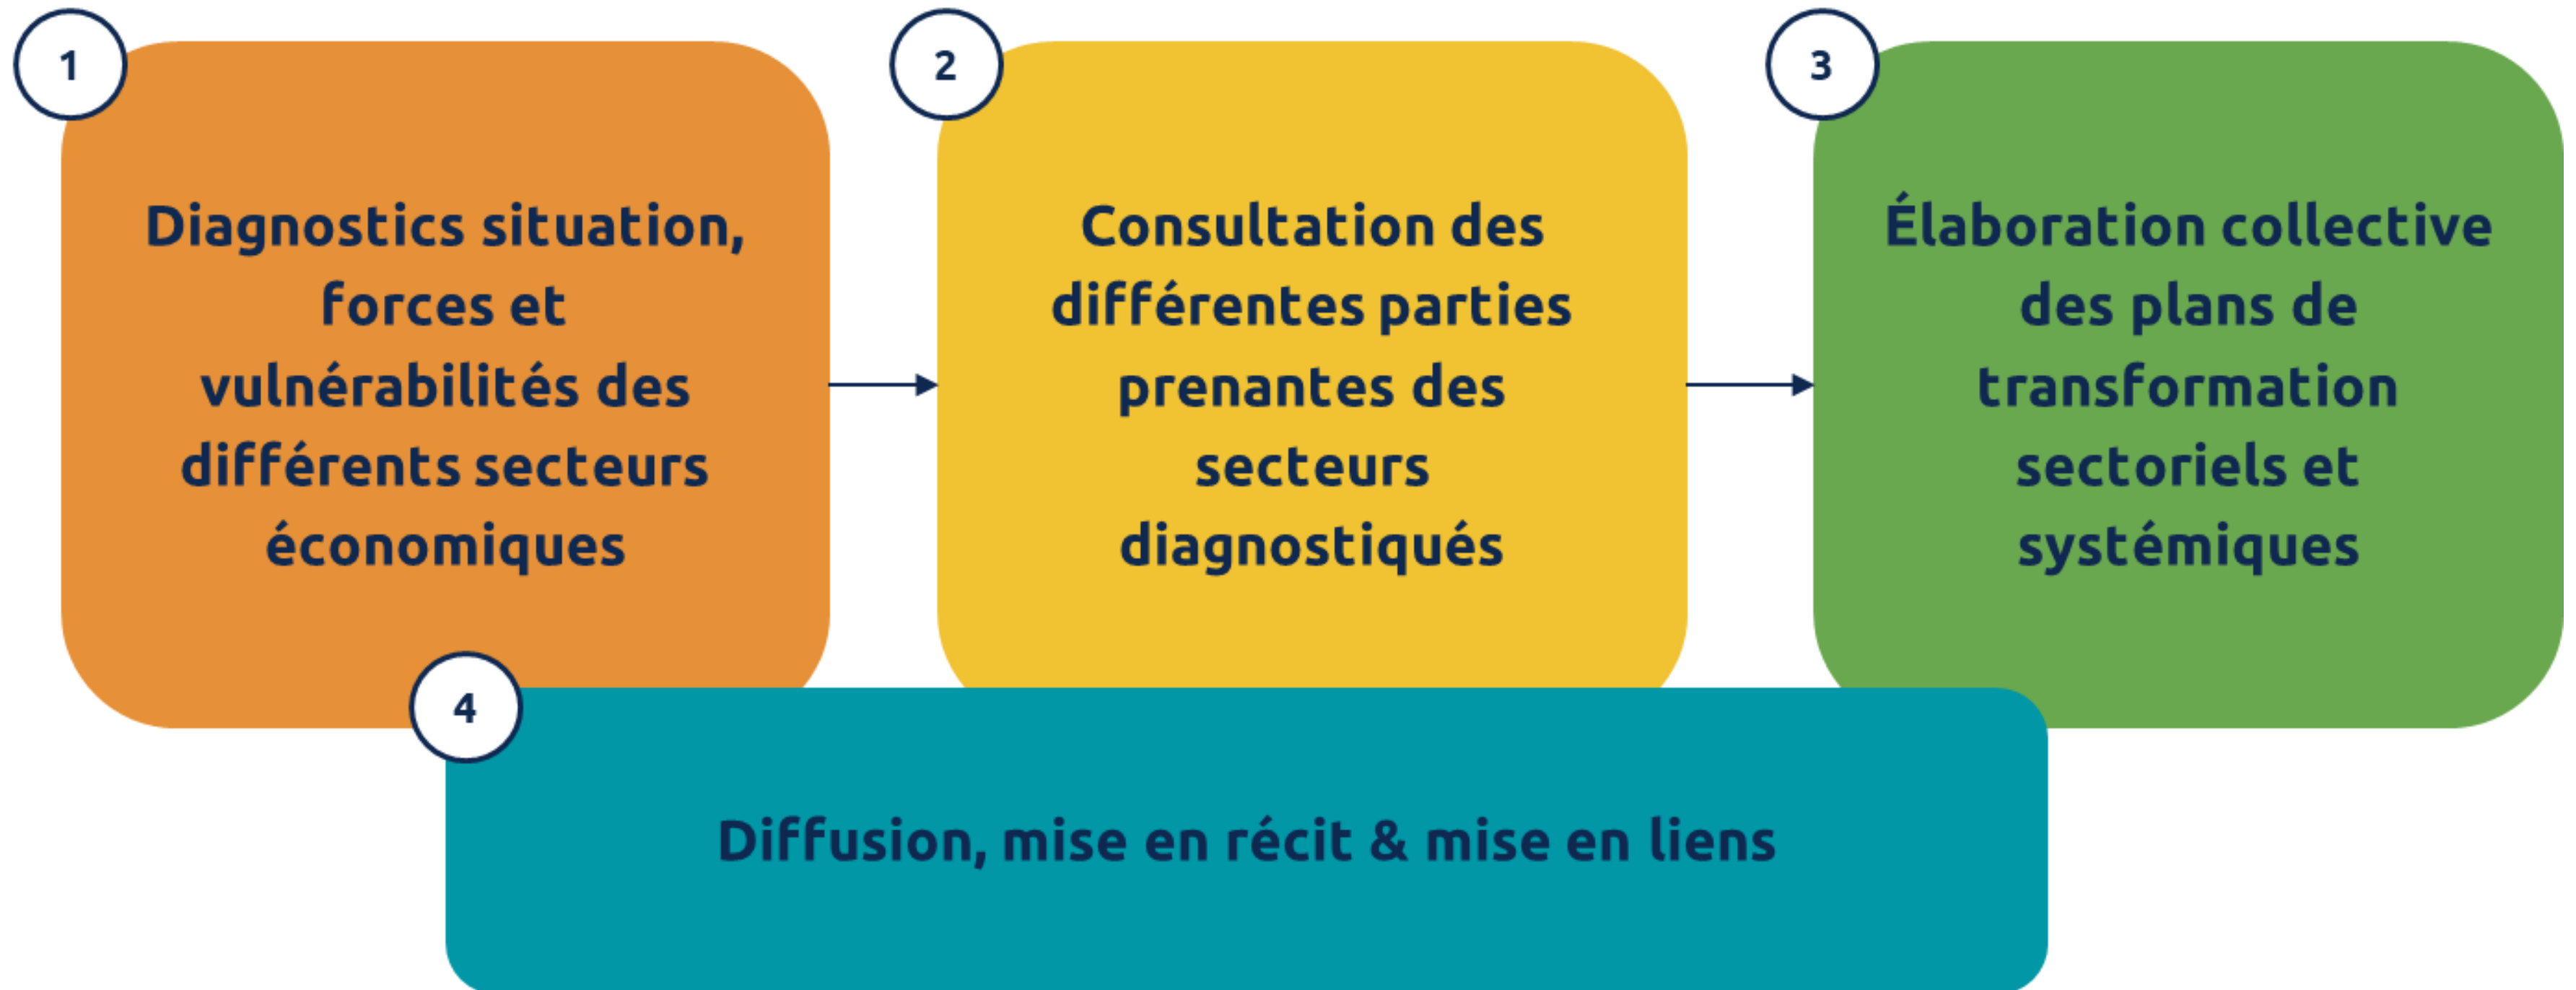 1
Diagnostics situation,
forces et
vulnérabilités des
différents secteurs
économiques
2
Consultation des
différentes parties
prenantes des
secteurs
diagnostiqués
3
Élaboration collective
des plans de
transformation
sectoriels et
systémiques
4
Diffusion, mise en récit & mise en liens